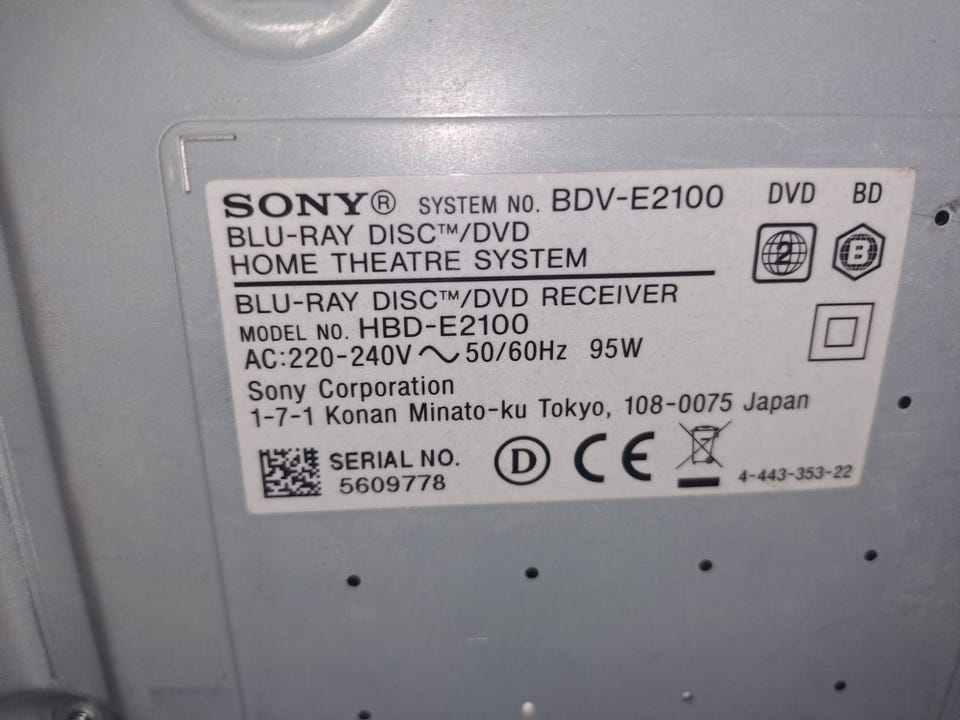 SONY® SYSTEM NO. BDV-E2100 DVD BD
BLU-RAY DISC™/DVD
HOME THEATRE SYSTEM
2 B
BLU-RAY DISC™/DVD RECEIVER
MODEL NO. HBD-E2100
AC:220-240V ～ 50/60Hz 95W
Sony Corporation
1-7-1 Konan Minato-ku Tokyo, 108-0075 Japan
SERIAL NO. D CE
5609778 4-443-353-22